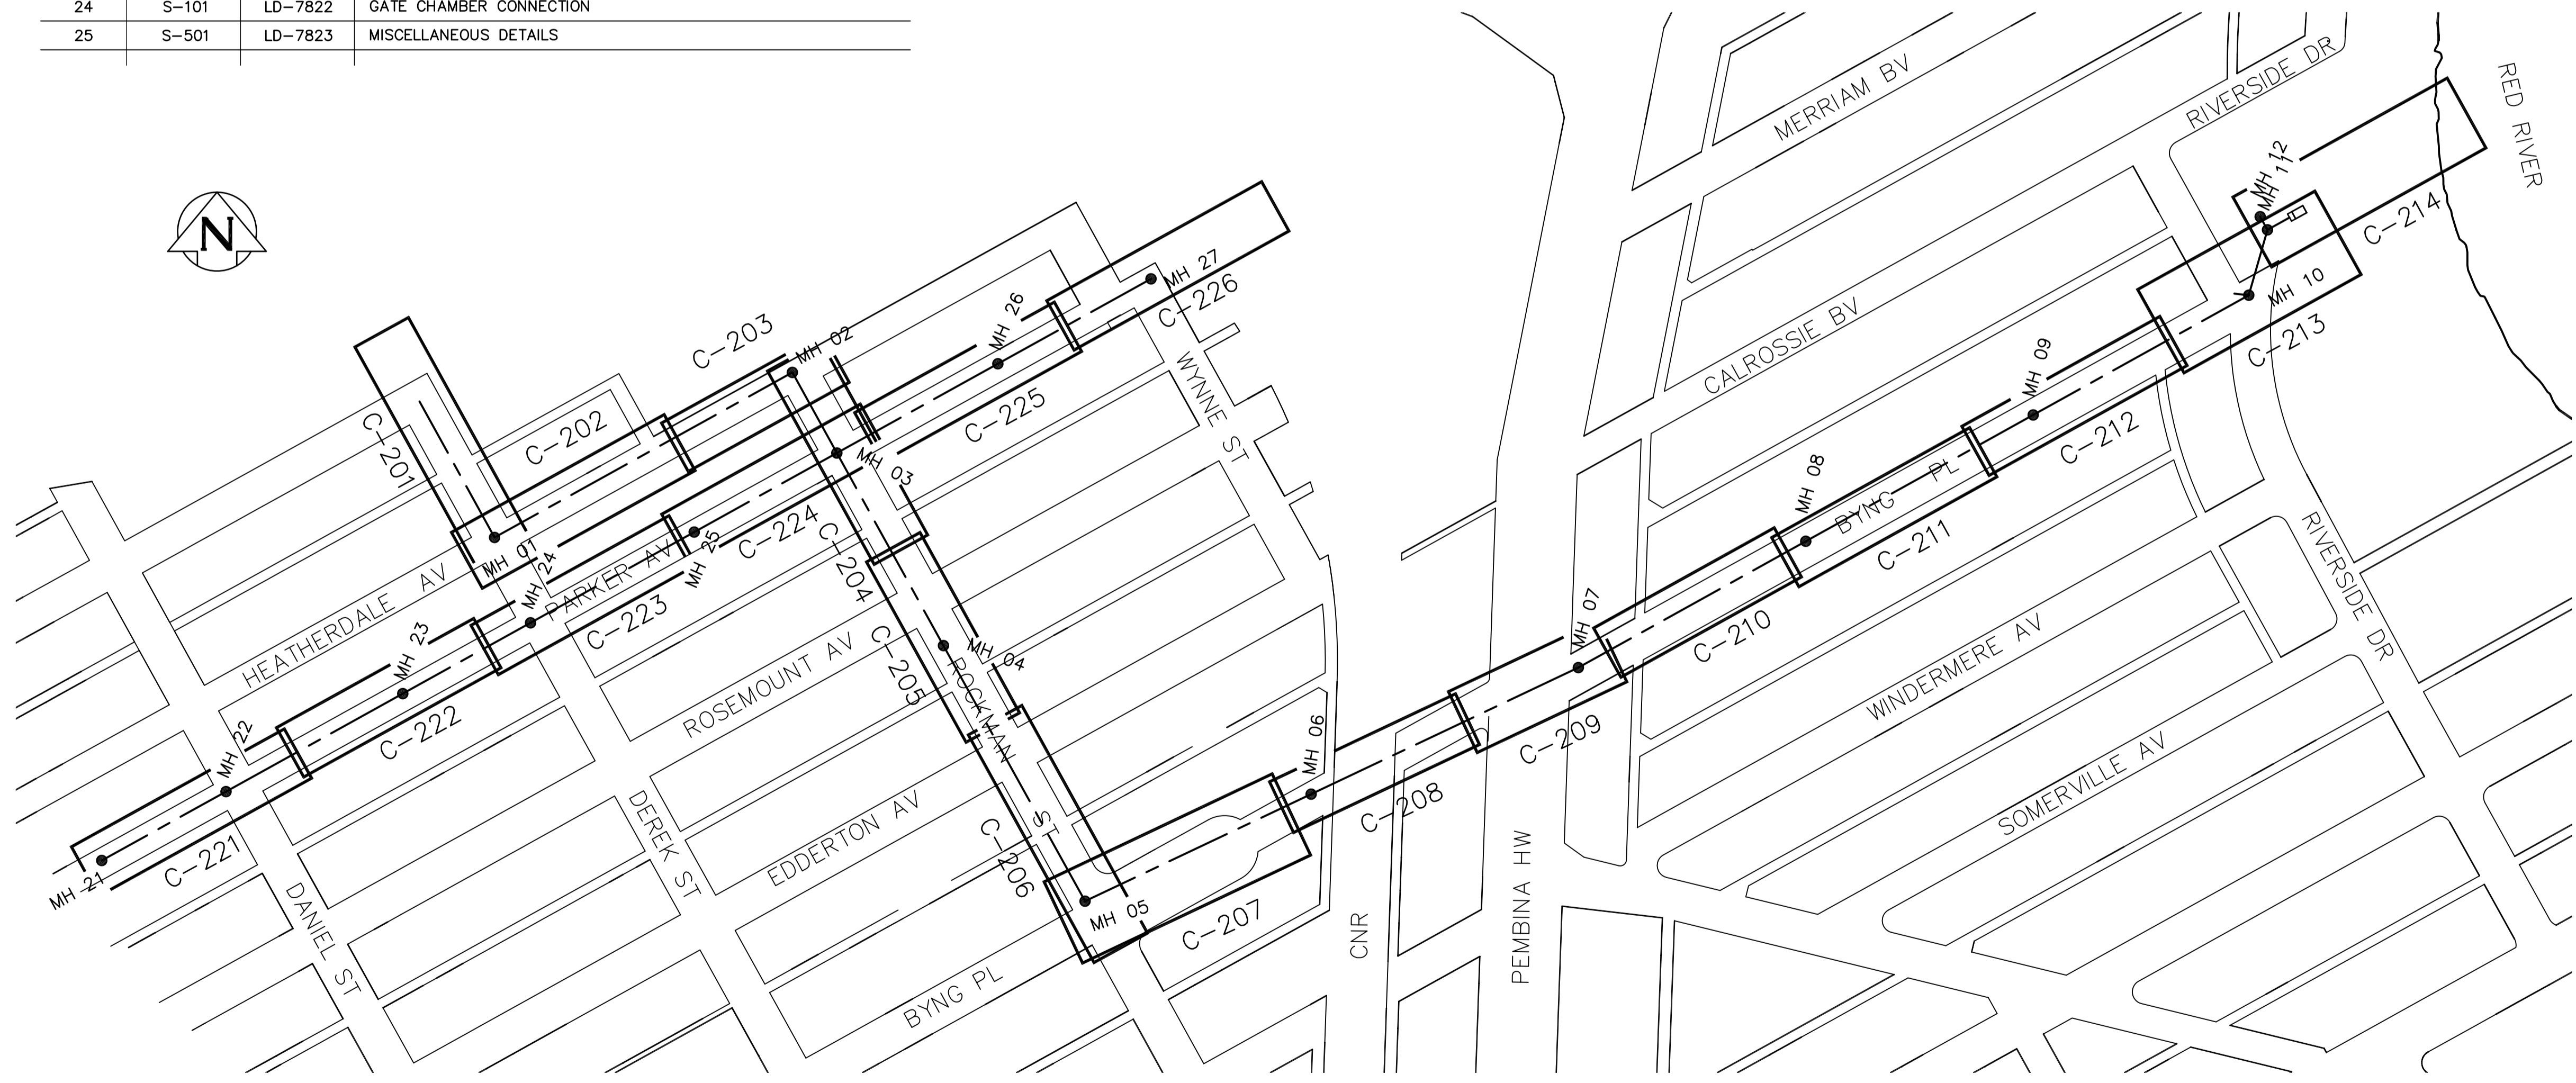 24 S-101 LD-7822 GATE CHAMBER CONNECTION
25 S-501 LD-7823 MISCELLANEOUS DETAILS
N
RED RIVER
RIVERSIDE DR
MERRIAM BV
MH 12
MH 11
C-214
MH 10
C-213
MH 27
C-226
MH 26
C-225
C-203
MH 02
CALROSSIE BV
MH 09
C-212
WYNNE ST
C-201
C-202
MH 03
MH 08
BYNG PL
C-211
MH 01
MH 24
PARKER AV
MH 25
C-224
C-204
HEATHERDALE AV
C-223
MH 23
C-222
ROSEMOUNT AV
C-205
MH 04
ROCKMAN ST
MH 07
C-210
C-209
WINDERMERE AV
RIVERSIDE DR
MH 22
C-221
MH 21
MH 06
C-208
SOMERVILLE AV
DEREK ST
EDDERTON AV
C-206
MH 05
C-207
CNR
PEMBINA HW
DANIEL ST
BYNG PL